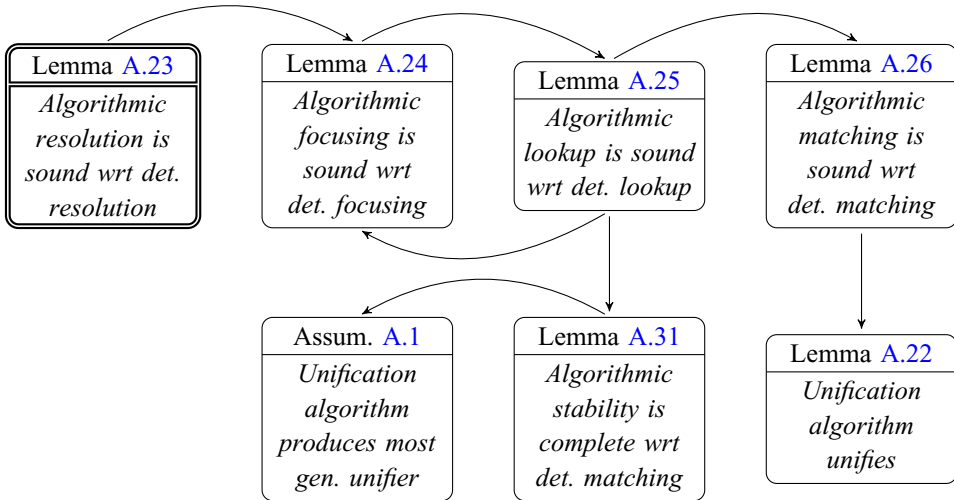 Lemma A.23
Algorithmic
resolution is
sound wrt det.
resolution
Lemma A.24
Algorithmic
focusing is
sound wrt
det. focusing
Lemma A.25
Algorithmic
lookup is sound
wrt det. lookup
Lemma A.26
Algorithmic
matching is
sound wrt
det. matching
Assum. A.1
Unification
algorithm
produces most
gen. unifier
Lemma A.31
Algorithmic
stability is
complete wrt
det. matching
Lemma A.22
Unification
algorithm
unifies